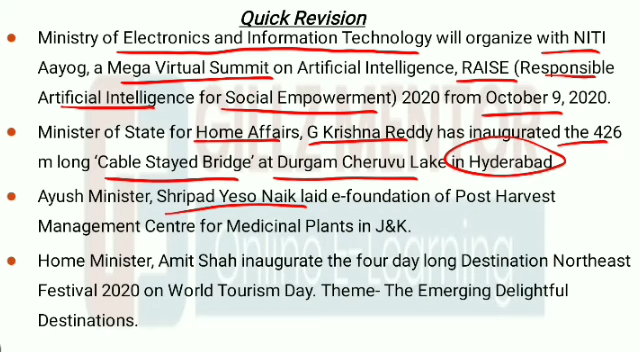 Quick Revision
• Ministry of Electronics and Information Technology will organize with NITI
Aayog, a Mega Virtual Summit on Artificial Intelligence, RAISE (Responsible
Artificial Intelligence for Social Empowerment) 2020 from October 9, 2020.
• Minister of State for Home Affairs, G Krishna Reddy has inaugurated the 426
m long ‘Cable Stayed Bridge’ at Durgam Cheruvu Lake in Hyderabad
• Ayush Minister, Shripad Yeso Naik laid e-foundation of Post Harvest
Management Centre for Medicinal Plants in J&K.
• Home Minister, Amit Shah inaugurate the four day long Destination Northeast
Festival 2020 on World Tourism Day. Theme- The Emerging Delightful
Destinations.
Online E-Learning